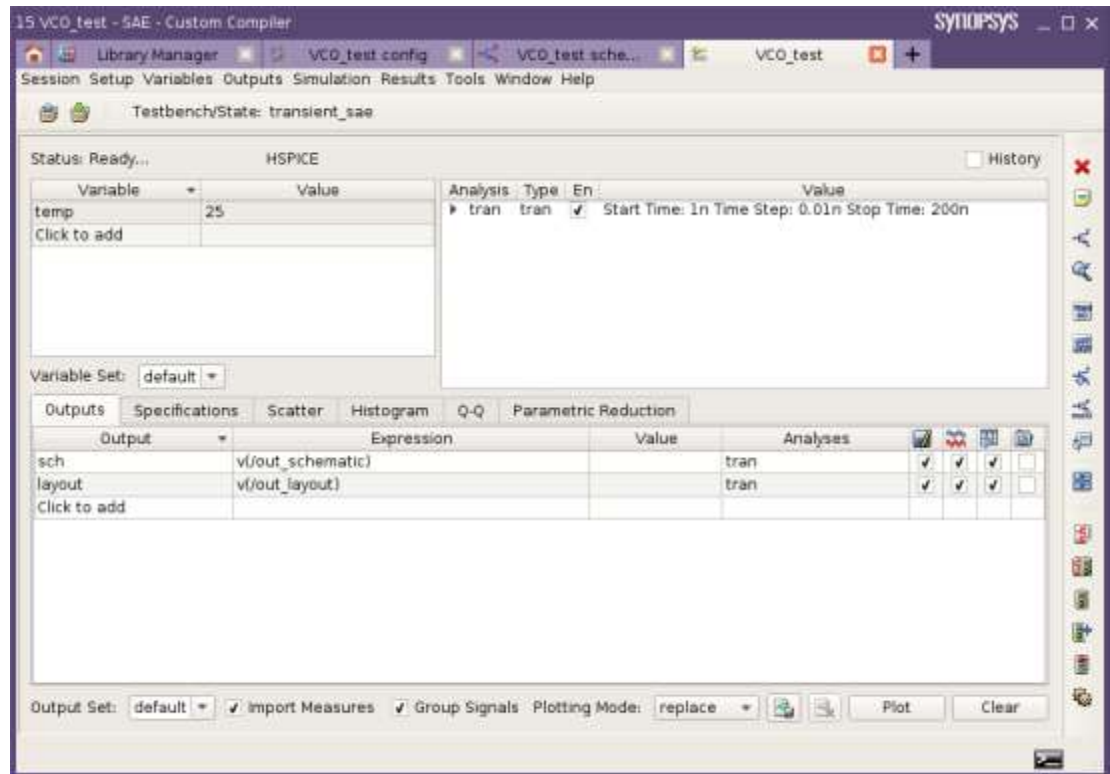 15 VCO_test - SAE - Custom Compiler SYNOPSYS
Library Manager VCO_test config VCO_test sche... VCO_test
Session Setup Variables Outputs Simulation Results Tools Window Help
Testbench/State: transient_sae
Status: Ready... HSPICE History
Variable Value Analysis Type En Value
temp 25 tran tran Start Time: 1n Time Step: 0.01n Stop Time: 200n
Click to add
Variable Set: default
Outputs Specifications Scatter Histogram Q-Q Parametric Reduction
Output Expression Value Analyses
sch v(/out_schematic) tran
layout v(/out_layout) tran
Click to add
Output Set: default Import Measures Group Signals Plotting Mode: replace Plot Clear